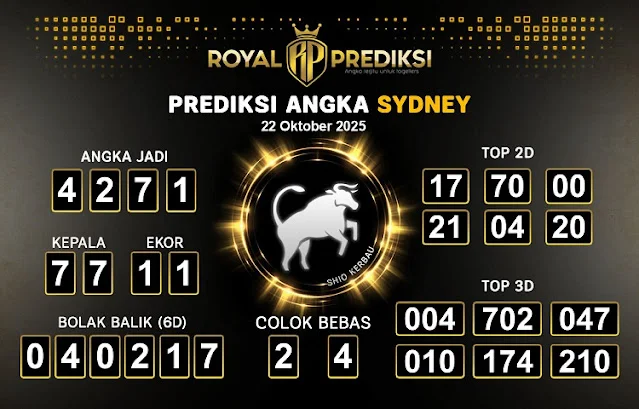 ROYAL RP PREDIKSI
Angka jegitu untuk togelers
PREDIKSI ANGKA SYDNEY
22 Oktober 2025
ANGKA JADI
4 2 7 1
KEPALA EKOR
7 7 1 1
BOLAK BALIK (6D)
0 4 0 2 1 7
SHIO KERBAU
COLOK BEBAS
2 4
TOP 2D
17 70 00
21 04 20
TOP 3D
004 702 047
010 174 210